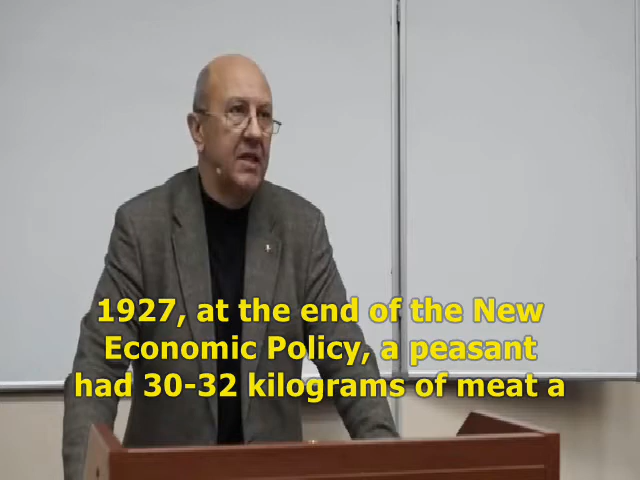 1927, at the end of the New
Economic Policy, a peasant
had 30-32 kilograms of meat a